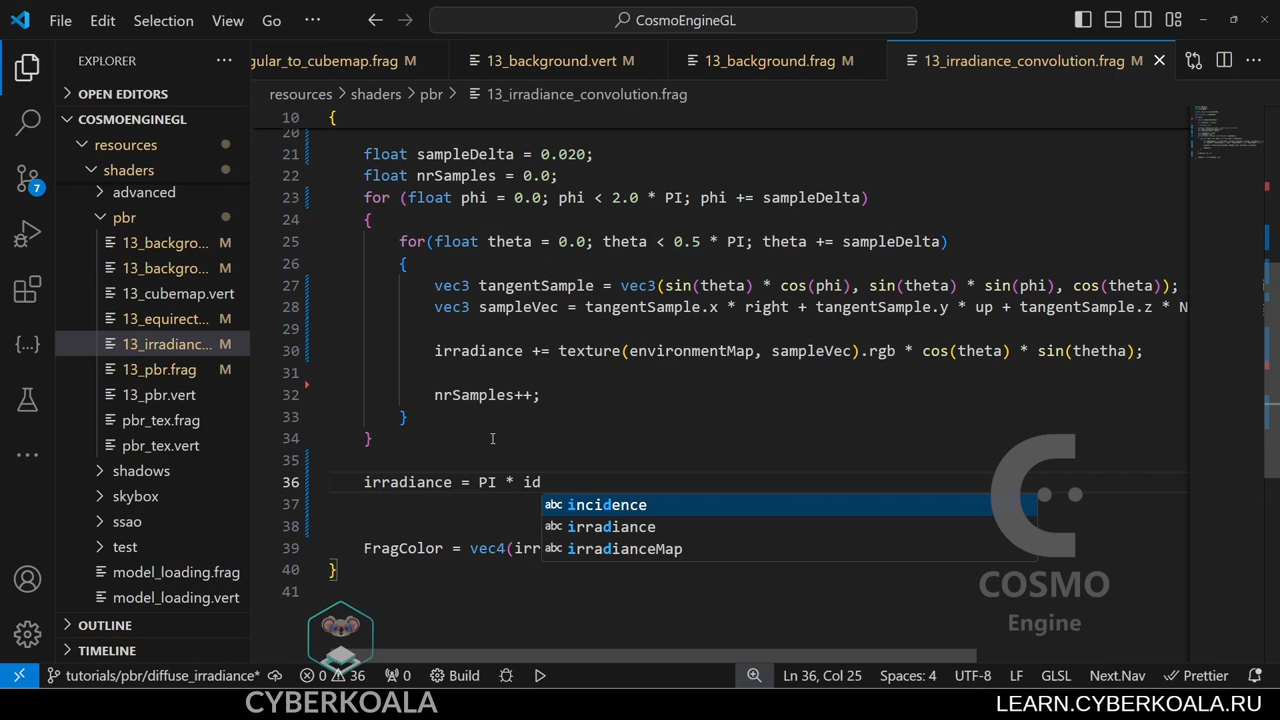 File Edit Selection View Go ··· CosmoEngineGL
EXPLORER ··· gular_to_cubemap.frag M 13_background.vert M 13_background.frag M 13_irradiance_convolution.frag M
OPEN EDITORS resources > shaders > pbr > 13_irradiance_convolution.frag
COSMOENGINEGL 10 {
resources 20
shaders 21 float sampleDelta = 0.020;
advanced 22 float nrSamples = 0.0;
pbr 23 for (float phi = 0.0; phi < 2.0 * PI; phi += sampleDelta)
24 {
13_backgro... M 25 for(float theta = 0.0; theta < 0.5 * PI; theta += sampleDelta)
13_backgro... M 26 {
13_cubemap.vert 27 vec3 tangentSample = vec3(sin(theta) * cos(phi), sin(theta) * sin(phi), cos(theta));
28 vec3 sampleVec = tangentSample.x * right + tangentSample.y * up + tangentSample.z * N
13_equirect... M 29
13_irradianc... M 30 irradiance += texture(environmentMap, sampleVec).rgb * cos(theta) * sin(thetha);
13_pbr.frag M 31
13_pbr.vert 32 nrSamples++;
pbr_tex.frag 33 }
pbr_tex.vert 34 }
shadows 35
skybox 36 irradiance = PI * id
ssao 37 abc incidence
38 abc irradiance
test 39 FragColor = vec4(irr abc irradianceMap
model_loading.frag 40 }
model_loading.vert 41
OUTLINE
TIMELINE
COSMO
Engine
7
tutorials/pbr/diffuse_irradiance* 0 36 0 Build Ln 36, Col 25 Spaces: 4 UTF-8 LF GLSL Next.Nav Prettier
CYBERKOALA LEARN.CYBERKOALA.RU